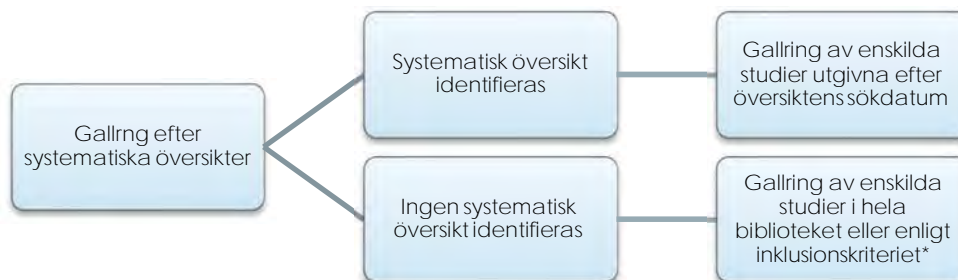 Gallrng efter
systematiska översikter
Systematisk översikt
identifieras
Gallring av enskilda
studier utgivna efter
översiktens sökdatum
Ingen systematisk
översikt identifieras
Gallring av enskilda
studier i hela
biblioteket eller enligt
inklusionskriteriet*